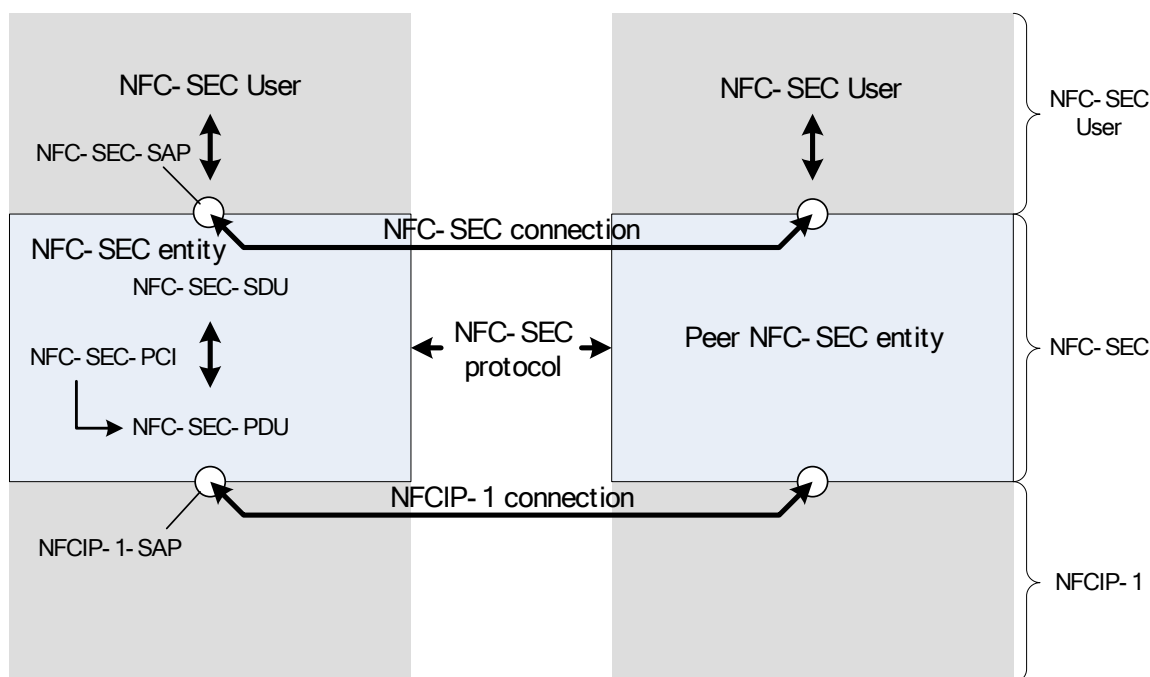 NFC-SEC User
NFC-SEC User
NFC-SEC
User
NFC-SEC-SAP
NFC-SEC connection
NFC-SEC entity
NFC-SEC-SDU
NFC-SEC
protocol
Peer NFC-SEC entity
NFC-SEC
NFC-SEC-PCI
NFC-SEC-PDU
NFCIP-1 connection
NFCIP-1-SAP
NFCIP-1